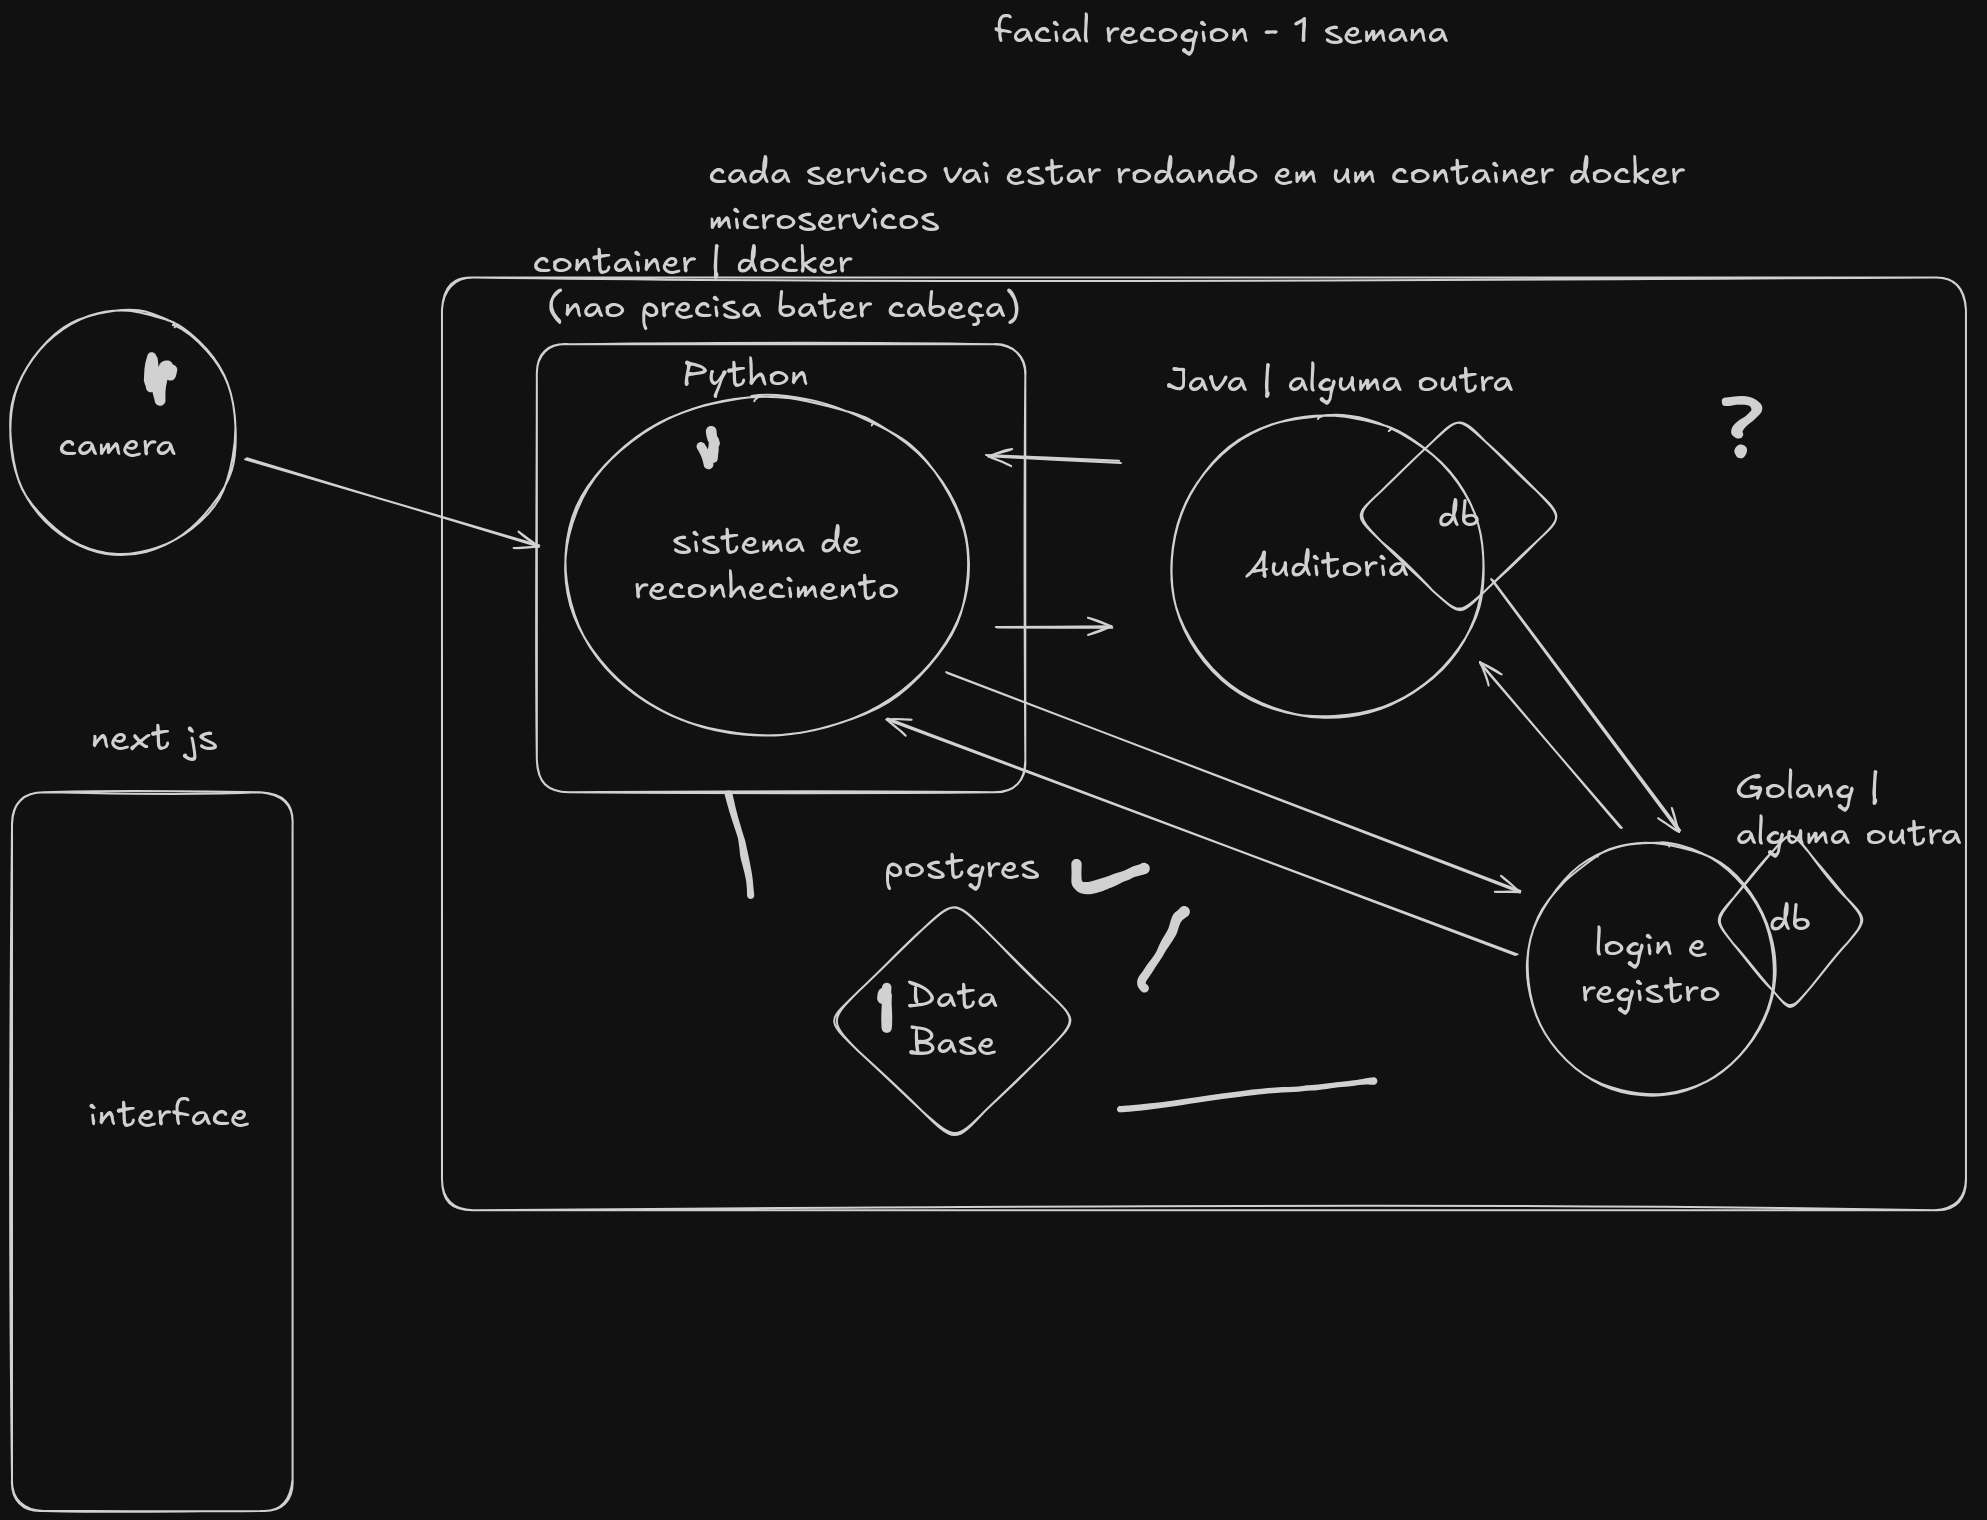 facial recogion - 1 semana
cada servico vai estar rodando em um container docker
microservicos
container | docker
(nao precisa bater cabeça)
Python
Java | alguma outra
?
camera
sistema de
reconhecimento
db
Auditoria
next js
Golang |
alguma outra
postgres
db
login e
registro
Data
Base
interface